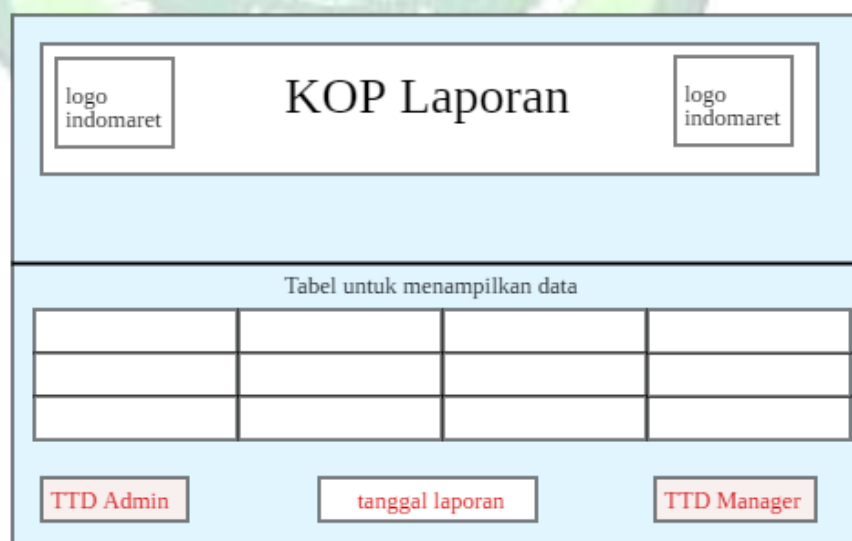 logo
indomaret
KOP Laporan
logo
indomaret
Tabel untuk menampilkan data
TTD Admin
tanggal laporan
TTD Manager